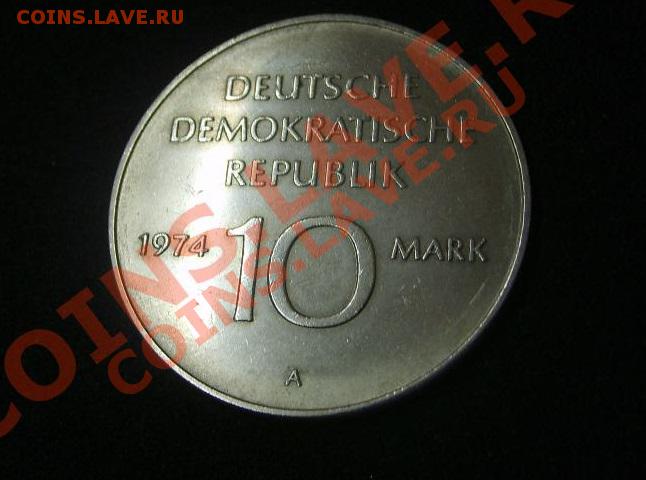 COINS.LAVE.RU
DEUTSCHE
DEMOKRATISCHE
REPUBLIK
1974 10 MARK
A
COINS.LAVE.RU
COINS.LAVE.RU